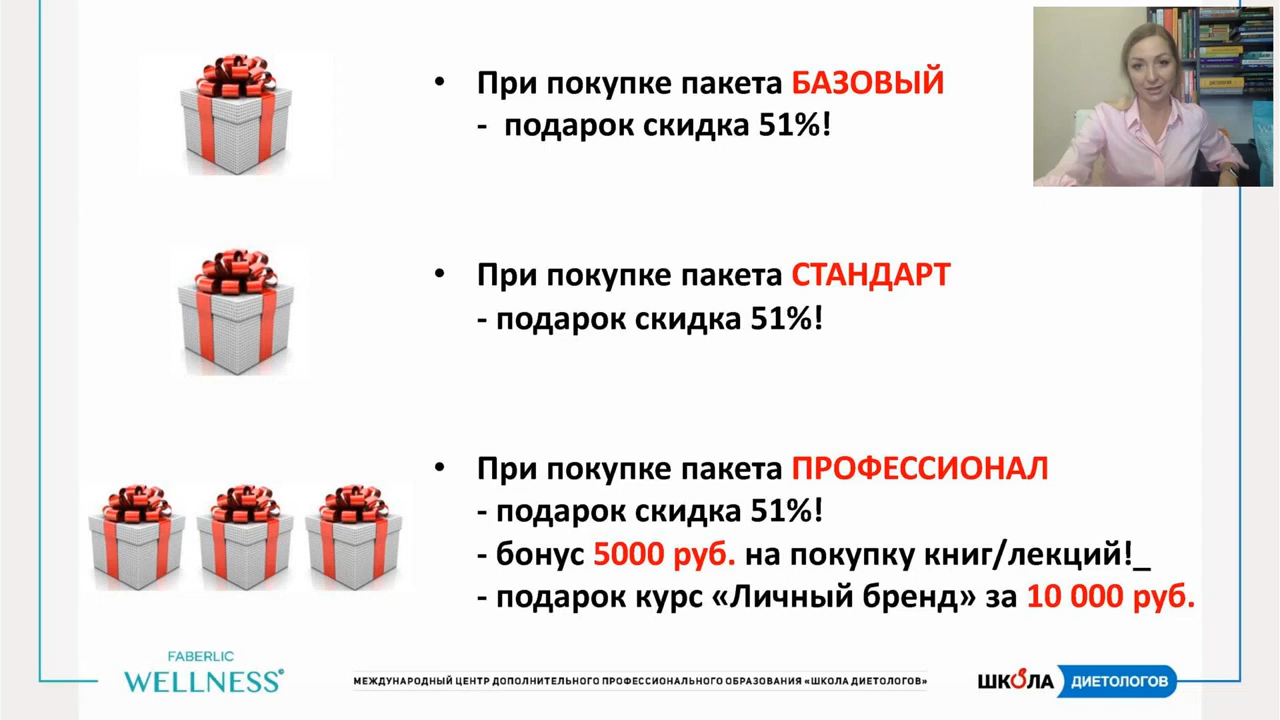 • При покупке пакета БАЗОВЫЙ
- подарок скидка 51%!
• При покупке пакета СТАНДАРТ
- подарок скидка 51%!
• При покупке пакета ПРОФЕССИОНАЛ
- подарок скидка 51%!
- бонус 5000 руб. на покупку книг/лекций!_
- подарок курс «Личный бренд» за 10 000 руб.
FABERLIC
WELLNESS
МЕЖДУНАРОДНЫЙ ЦЕНТР ДОПОЛНИТЕЛЬНОГО ПРОФЕССИОНАЛЬНОГО ОБРАЗОВАНИЯ «ШКОЛА ДИЕТОЛОГОВ»
ШКОЛА ДИЕТОЛОГОВ